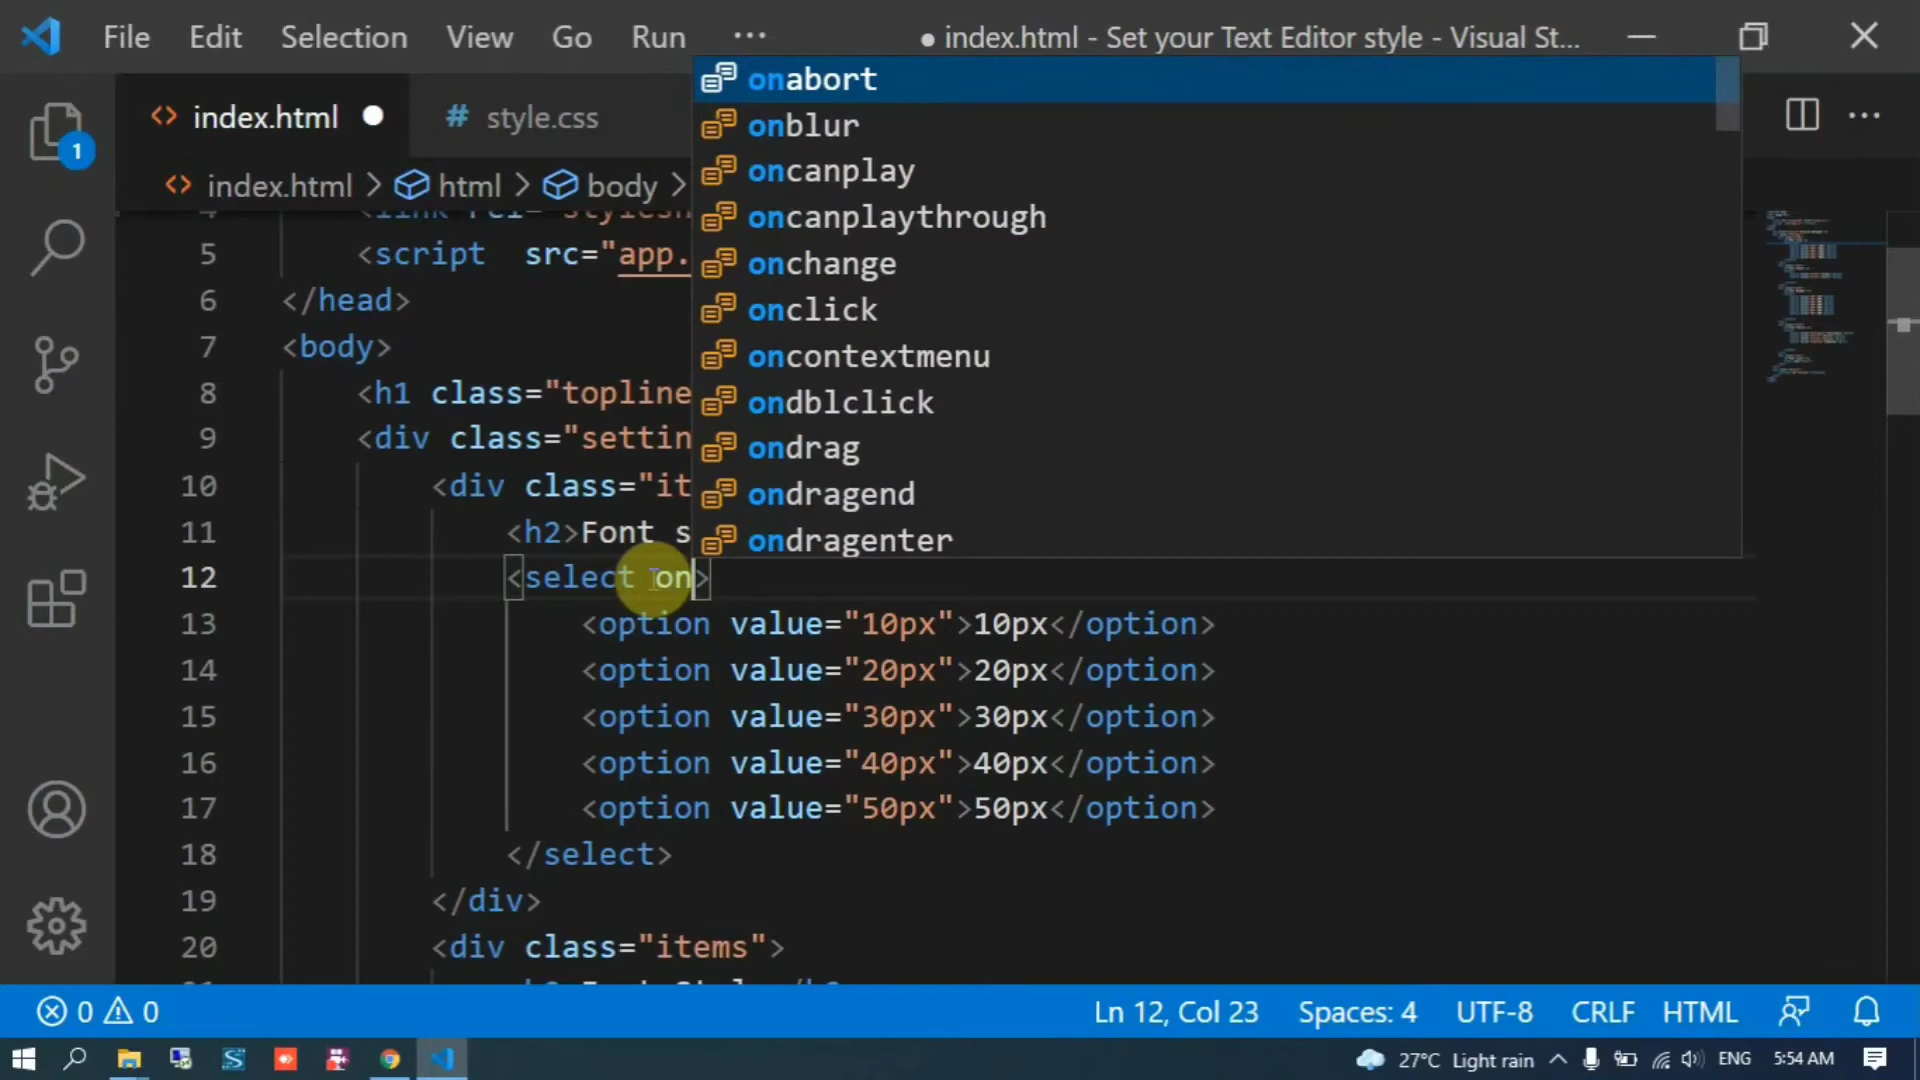 File Edit Selection View Go Run ... ● index.html - Set your Text Editor style - Visual St...
index.html ● # style.css
index.html > html > body >
onabort
onblur
oncanplay
oncanplaythrough
onchange
onclick
oncontextmenu
ondblclick
ondrag
ondragend
ondragenter
5 <script src="app.
6 </head>
7 <body>
8 <h1 class="topline
9 <div class="settin
10 <div class="it
11 <h2>Font s
12 <select on>
13 <option value="10px">10px</option>
14 <option value="20px">20px</option>
15 <option value="30px">30px</option>
16 <option value="40px">40px</option>
17 <option value="50px">50px</option>
18 </select>
19 </div>
20 <div class="items">
1
0 0 Ln 12, Col 23 Spaces: 4 UTF-8 CRLF HTML
27°C Light rain ENG 5:54 AM